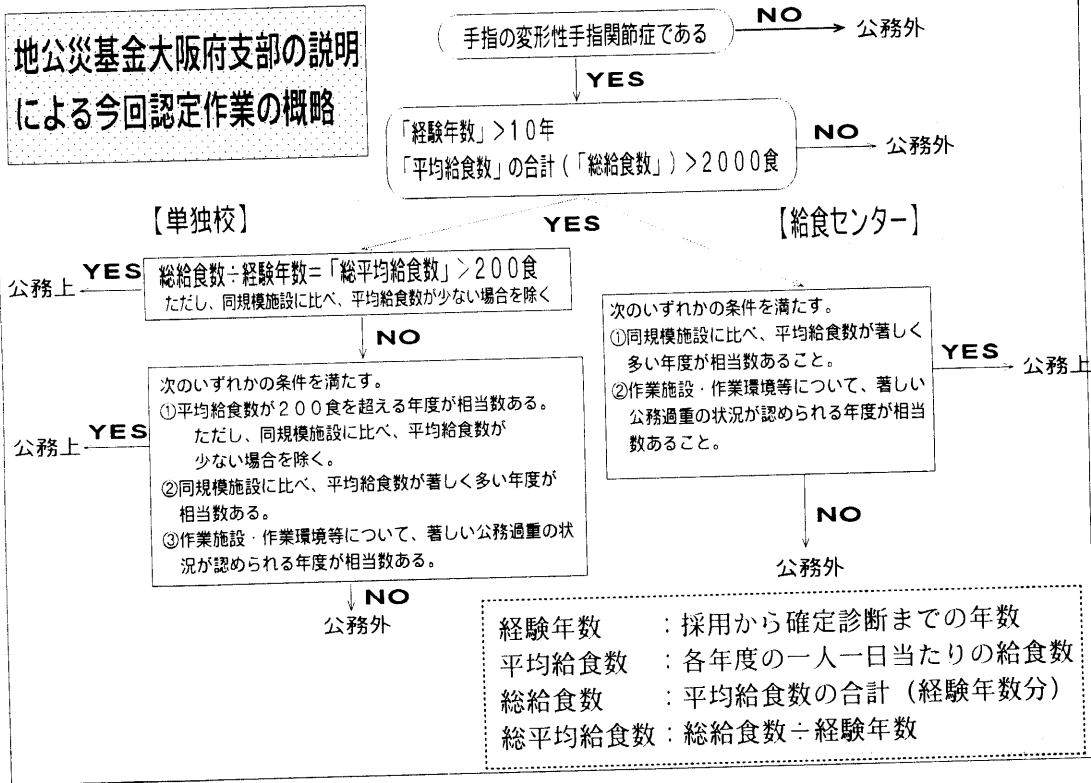 地公災基金大阪府支部の説明
による今回認定作業の概略
手指の変形性手指関節症である
NO
公務外
YES
「経験年数」>10年
「平均給食数」の合計(「総給食数」)>2000食
NO
公務外
YES
【単独校】
【給食センター】
公務上
YES
総給食数÷経験年数=「総平均給食数」>200食
ただし、同規模施設に比べ、平均給食数が少ない場合を除く
NO
次のいずれかの条件を満たす。
①平均給食数が200食を超える年度が相当数ある。
ただし、同規模施設に比べ、平均給食数が
少ない場合を除く。
②同規模施設に比べ、平均給食数が著しく多い年度が
相当数ある。
③作業施設・作業環境等について、著しい公務過重の状
況が認められる年度が相当数ある。
公務上
YES
NO
公務外
次のいずれかの条件を満たす。
①同規模施設に比べ、平均給食数が著しく
多い年度が相当数あること。
②作業施設・作業環境等について、著しい
公務過重の状況が認められる年度が相当
数あること。
YES
公務上
NO
公務外
経験年数 :採用から確定診断までの年数
平均給食数 :各年度の一人一日当たりの給食数
総給食数 :平均給食数の合計(経験年数分)
総平均給食数:総給食数÷経験年数